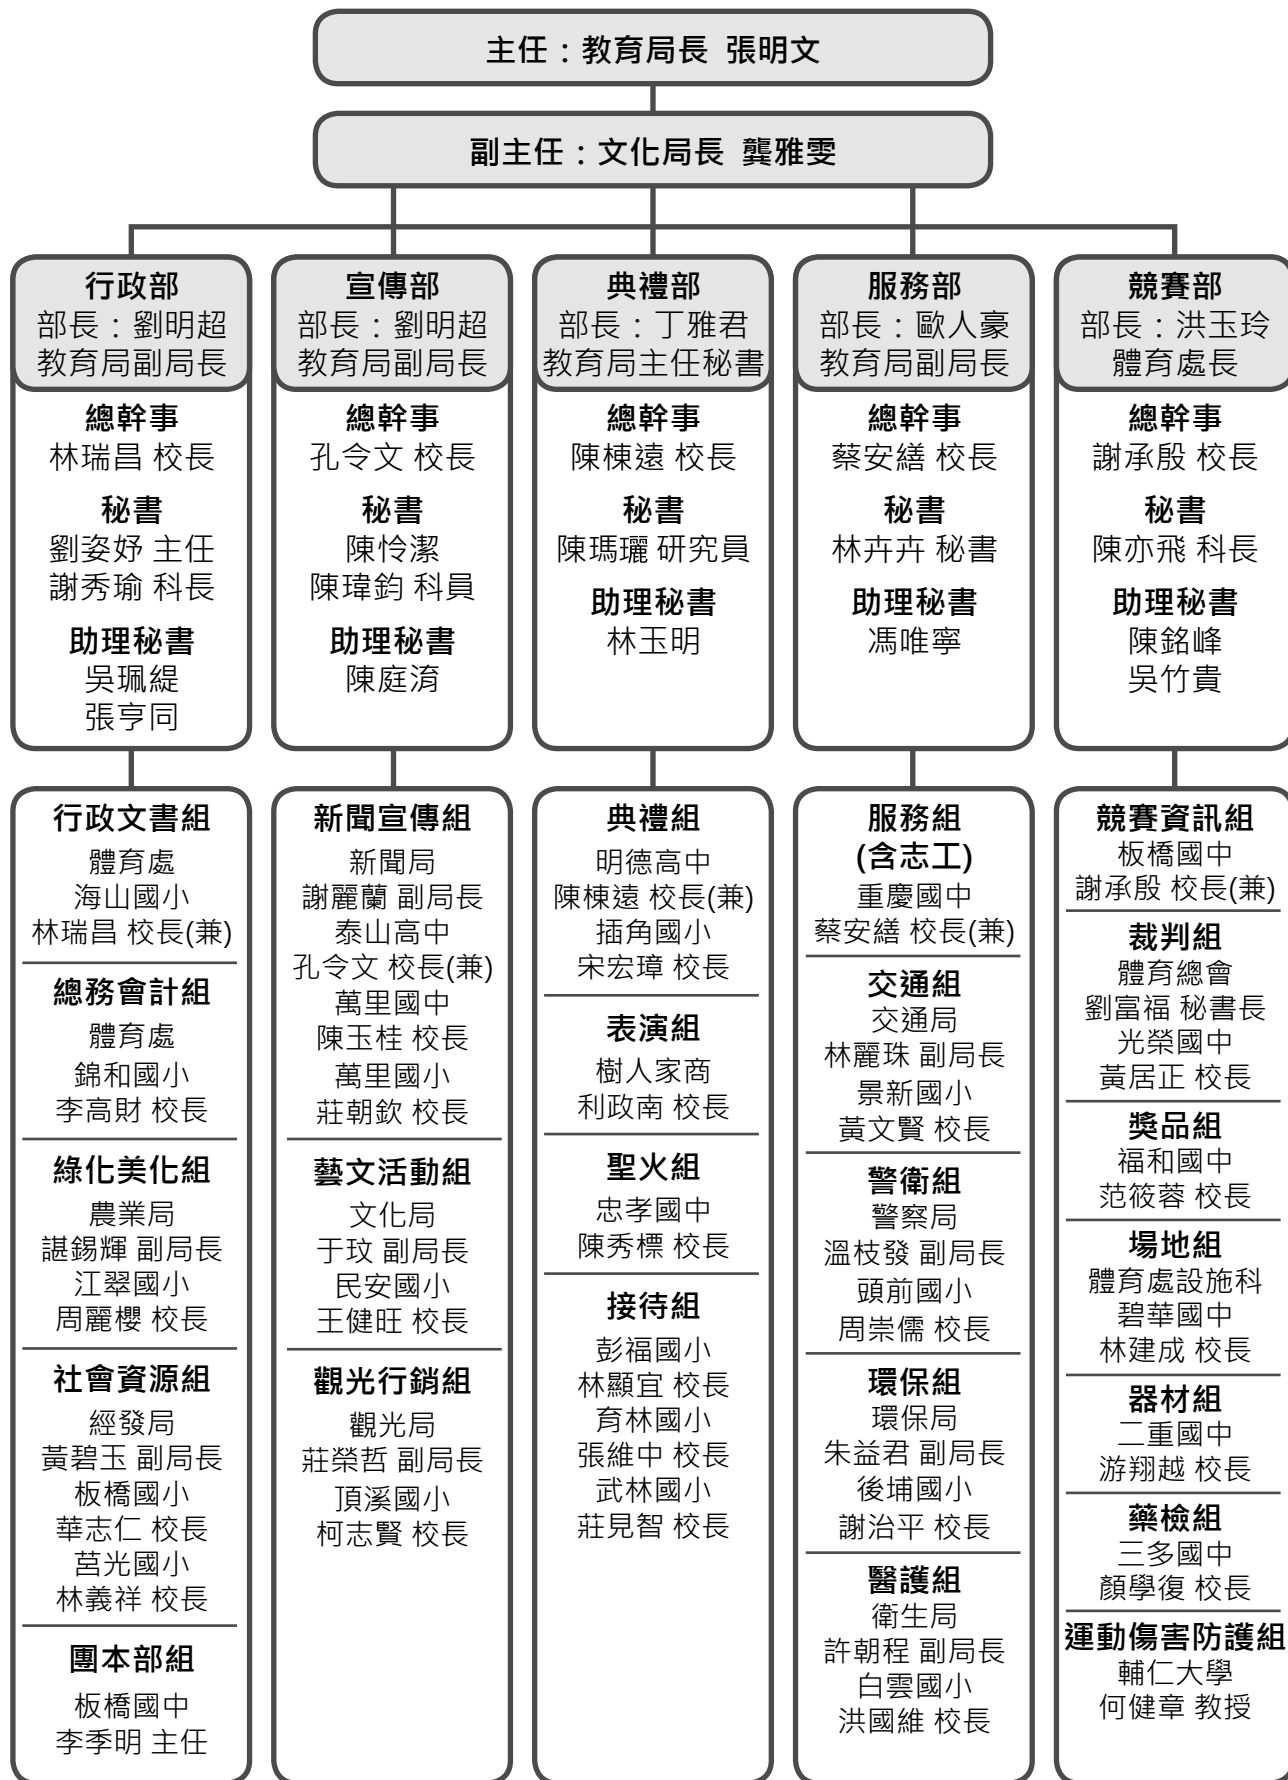 主任：教育局長 張明文
副主任：文化局長 龔雅雯
行政部
部長：劉明超
教育局副局長
總幹事
林瑞昌 校長
秘書
劉姿妤 主任
謝秀瑜 科長
助理秘書
吳珮緹
張亨同
宣傳部
部長：劉明超
教育局副局長
總幹事
孔令文 校長
秘書
陳怜潔
陳瑋鈞 科員
助理秘書
陳庭淯
典禮部
部長：丁雅君
教育局主任秘書
總幹事
陳棟遠 校長
秘書
陳瑪瓓 研究員
助理秘書
林玉明
服務部
部長：歐人豪
教育局副局長
總幹事
蔡安繕 校長
秘書
林卉卉 秘書
助理秘書
馮唯寧
競賽部
部長：洪玉玲
體育處長
總幹事
謝承殷 校長
秘書
陳亦飛 科長
助理秘書
陳銘峰
吳竹貴
行政文書組
體育處
海山國小
林瑞昌 校長(兼)
總務會計組
體育處
錦和國小
李高財 校長
綠化美化組
農業局
諶錫輝 副局長
江翠國小
周麗櫻 校長
社會資源組
經發局
黃碧玉 副局長
板橋國小
華志仁 校長
莒光國小
林義祥 校長
團本部組
板橋國中
李季明 主任
新聞宣傳組
新聞局
謝麗蘭 副局長
泰山高中
孔令文 校長(兼)
萬里國中
陳玉桂 校長
萬里國小
莊朝欽 校長
藝文活動組
文化局
于玟 副局長
民安國小
王健旺 校長
觀光行銷組
觀光局
莊榮哲 副局長
頂溪國小
柯志賢 校長
典禮組
明德高中
陳棟遠 校長(兼)
插角國小
宋宏璋 校長
表演組
樹人家商
利政南 校長
聖火組
忠孝國中
陳秀標 校長
接待組
彭福國小
林顯宜 校長
育林國小
張維中 校長
武林國小
莊見智 校長
服務組
(含志工)
重慶國中
蔡安繕 校長(兼)
交通組
交通局
林麗珠 副局長
景新國小
黃文賢 校長
警衛組
警察局
溫枝發 副局長
頭前國小
周崇儒 校長
環保組
環保局
朱益君 副局長
後埔國小
謝治平 校長
醫護組
衛生局
許朝程 副局長
白雲國小
洪國維 校長
競賽資訊組
板橋國中
謝承殷 校長(兼)
裁判組
體育總會
劉富福 秘書長
光榮國中
黃居正 校長
獎品組
福和國中
范筱蓉 校長
場地組
體育處設施科
碧華國中
林建成 校長
器材組
二重國中
游翔越 校長
藥檢組
三多國中
顏學復 校長
運動傷害防護組
輔仁大學
何健章 教授